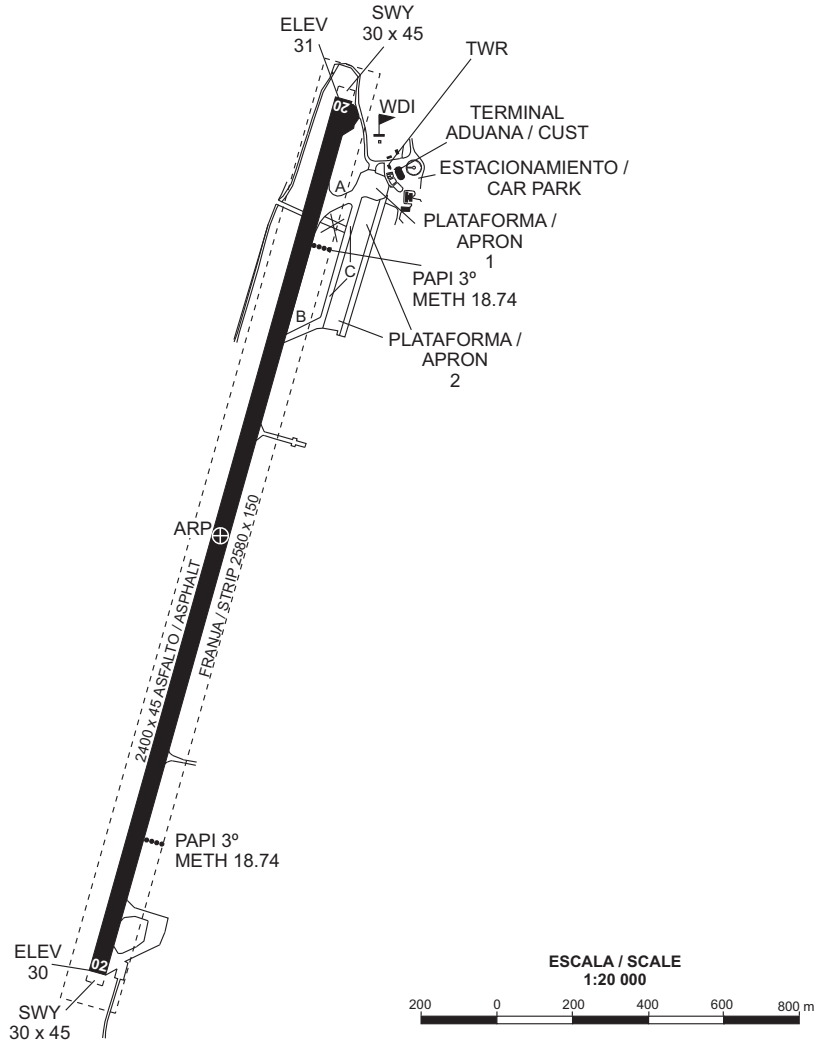 SWY
30 x 45
ELEV
31
TWR
20
WDI
TERMINAL
ADUANA / CUST
ESTACIONAMIENTO /
CAR PARK
A
PLATAFORMA /
APRON
1
PAPI 3º
METH 18.74
C
B
PLATAFORMA /
APRON
2
ARP
2400 x 45 ASFALTO / ASPHALT
FRANJA / STRIP 2580 x 150
PAPI 3º
METH 18.74
ELEV
30
02
SWY
30 x 45
ESCALA / SCALE
1:20 000
200 0 200 400 600 800 m